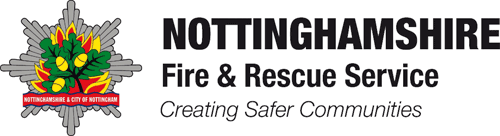 NOTTINGHAMSHIRE
Fire & Rescue Service
Creating Safer Communities
NOTTINGHAMSHIRE & CITY OF NOTTINGHAM